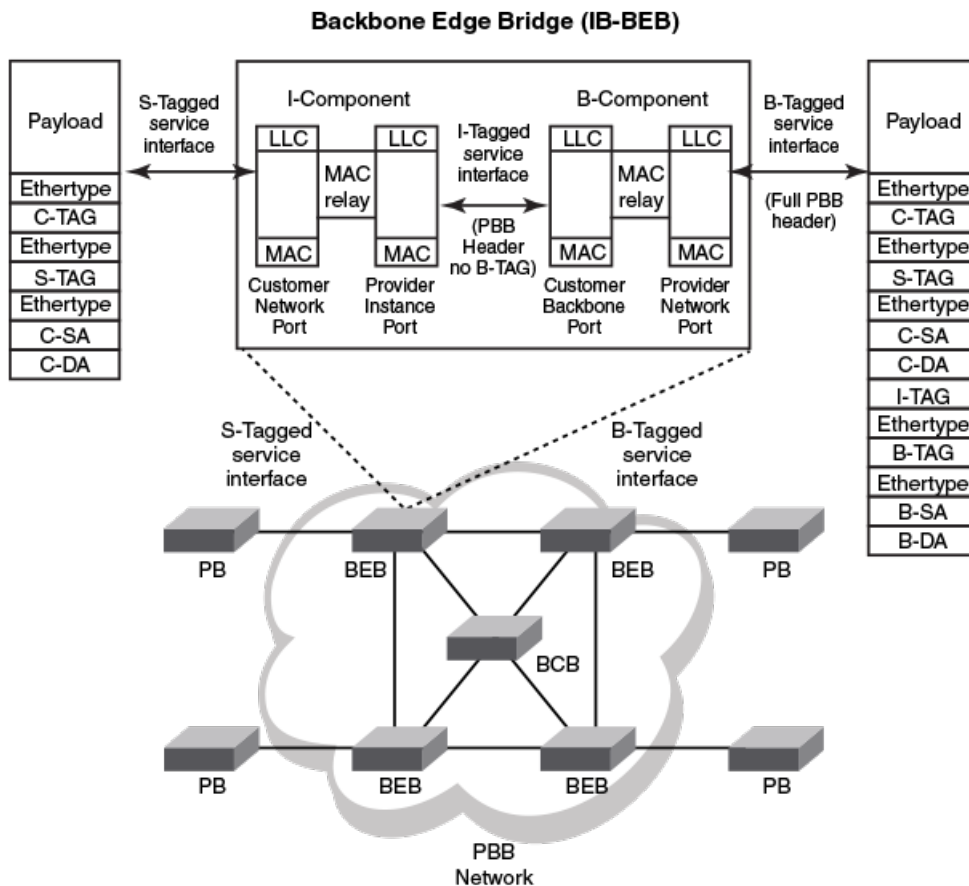 Backbone Edge Bridge (IB-BEB)
Payload
Ethertype
C-TAG
Ethertype
S-TAG
Ethertype
C-SA
C-DA
S-Tagged
service
interface
I-Component
LLC
LLC
MAC
relay
MAC
MAC
Customer
Network
Port
Provider
Instance
Port
I-Tagged
service
interface
(PBB
Header
no B-TAG)
B-Component
LLC
LLC
MAC
relay
MAC
MAC
Customer
Backbone
Port
Provider
Network
Port
B-Tagged
service
interface
(Full PBB
header)
Payload
Ethertype
C-TAG
Ethertype
S-TAG
Ethertype
C-SA
C-DA
I-TAG
Ethertype
B-TAG
Ethertype
B-SA
B-DA
S-Tagged
service
interface
B-Tagged
service
interface
PB
BEB
BEB
PB
BCB
PB
BEB
BEB
PB
PBB
Network